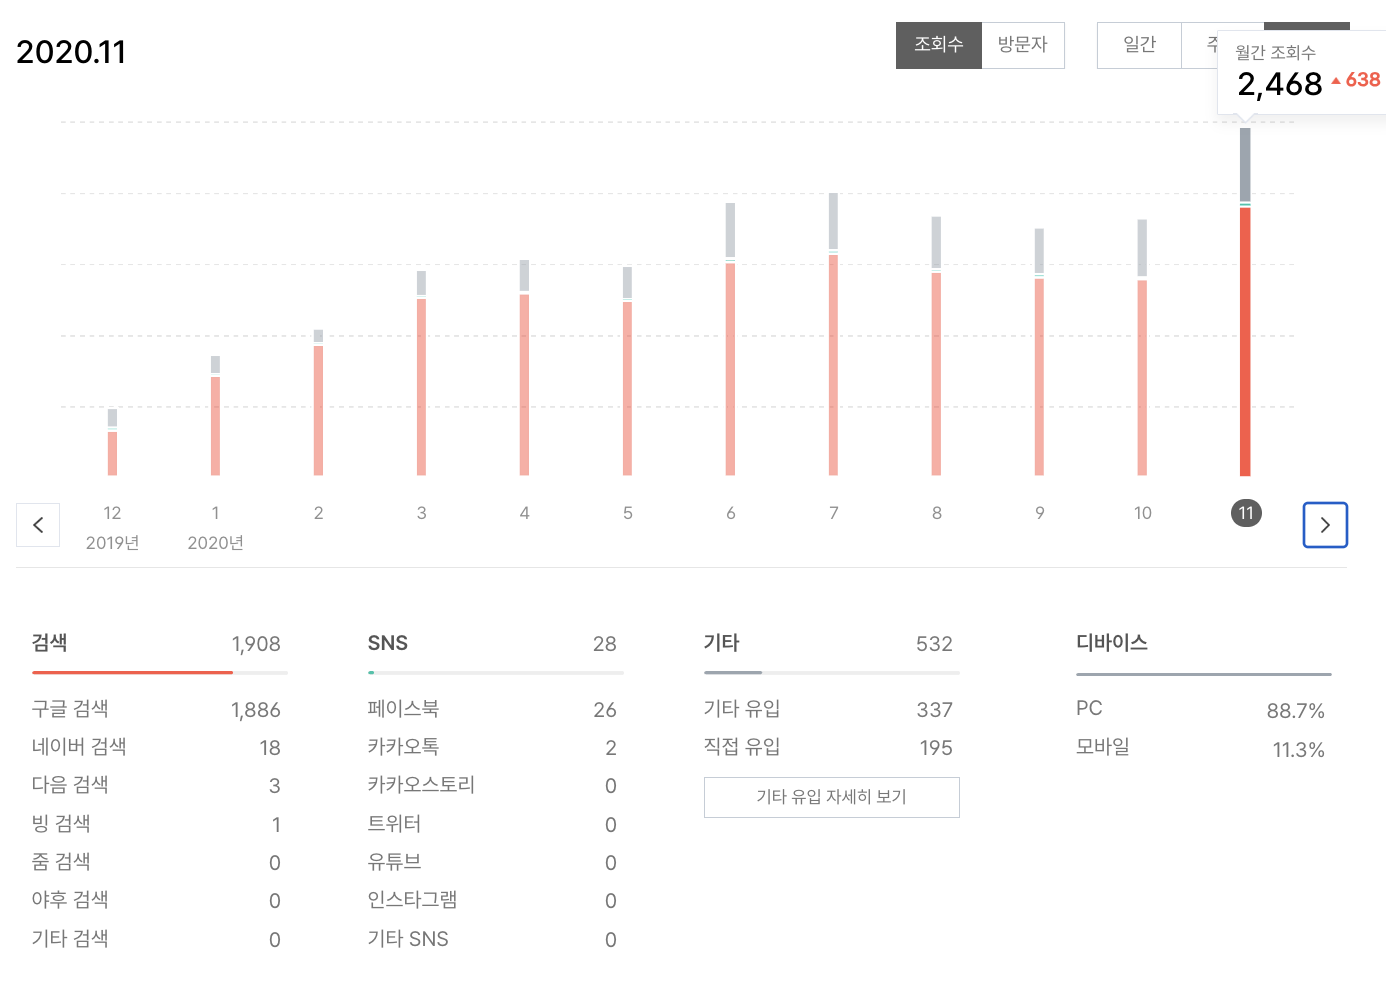 2020.11
조회수 방문자 일간
월간 조회수
2,468 ▲ 638
12 1 2 3 4 5 6 7 8 9 10 11
2019년 2020년
검색 1,908
구글 검색 1,886
네이버 검색 18
다음 검색 3
빙 검색 1
줌 검색 0
야후 검색 0
기타 검색 0
SNS 28
페이스북 26
카카오톡 2
카카오스토리 0
트위터 0
유튜브 0
인스타그램 0
기타 SNS 0
기타 532
기타 유입 337
직접 유입 195
기타 유입 자세히 보기
디바이스
PC 88.7%
모바일 11.3%